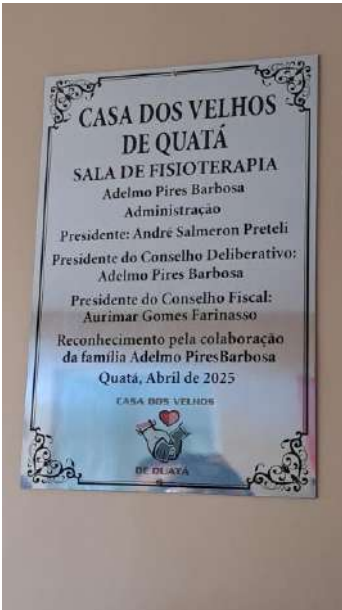 CASA DOS VELHOS
DE QUATÁ
SALA DE FISIOTERAPIA
Adelmo Pires Barbosa
Administração
Presidente: André Salmeron Preteli
Presidente do Conselho Deliberativo:
Adelmo Pires Barbosa
Presidente do Conselho Fiscal:
Aurimar Gomes Farinasso
Reconhecimento pela colaboração
da família Adelmo Pires Barbosa
Quatá, Abril de 2025
CASA DOS VELHOS
DE QUATÁ